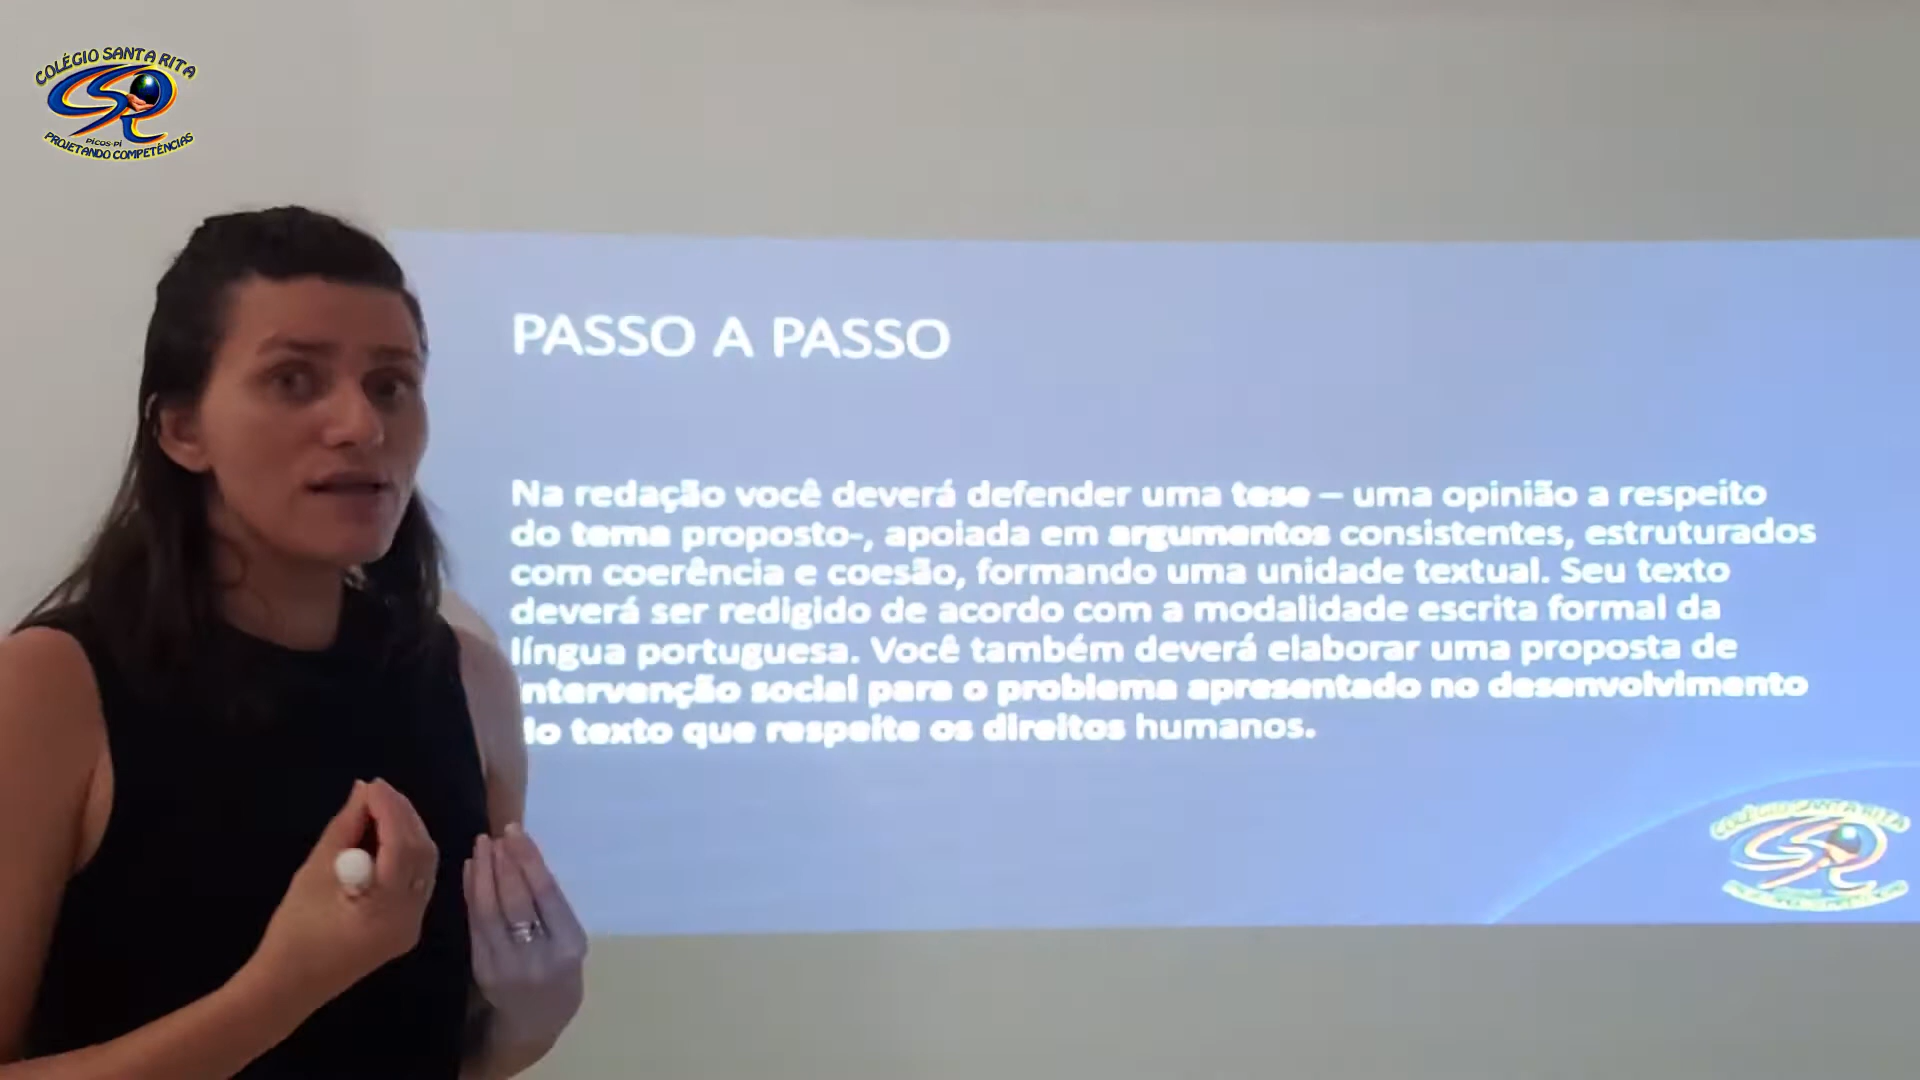 COLÉGIO SANTA RITA
PICOS-PI
PROJETANDO COMPETÊNCIAS
PASSO A PASSO
Na redação você deverá defender uma tese – uma opinião a respeito
do tema proposto-, apoiada em argumentos consistentes, estruturados
com coerência e coesão, formando uma unidade textual. Seu texto
deverá ser redigido de acordo com a modalidade escrita formal da
língua portuguesa. Você também deverá elaborar uma proposta de
intervenção social para o problema apresentado no desenvolvimento
do texto que respeite os direitos humanos.
COLÉGIO SANTA RITA